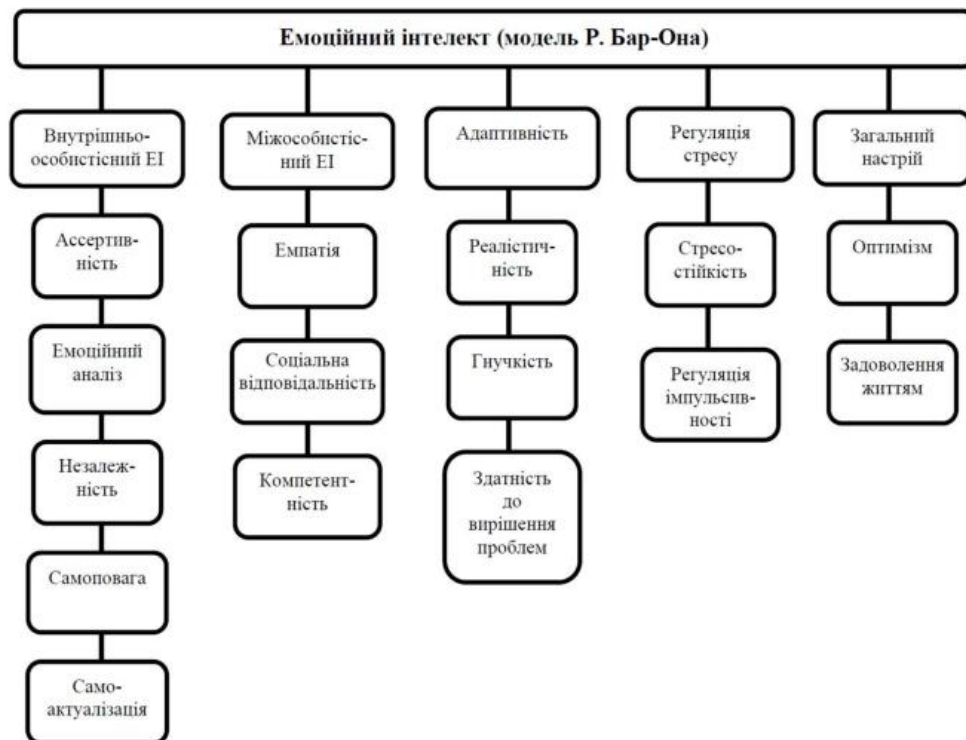 Емоційний інтелект (модель Р. Бар-Она)
Внутрішньо-
особистісний ЕІ
Ассертив-
ність
Емоційний
аналіз
Незалеж-
ність
Самоповага
Само-
актуалізація
Міжособистіс-
ний ЕІ
Емпатія
Соціальна
відповідальність
Компетент-
ність
Адаптивність
Реалістич-
ність
Гнучкість
Здатність
до
вирішення
проблем
Регуляція
стресу
Стресо-
стійкість
Регуляція
імпульсив-
ності
Загальний
настрій
Оптимізм
Задоволення
життям